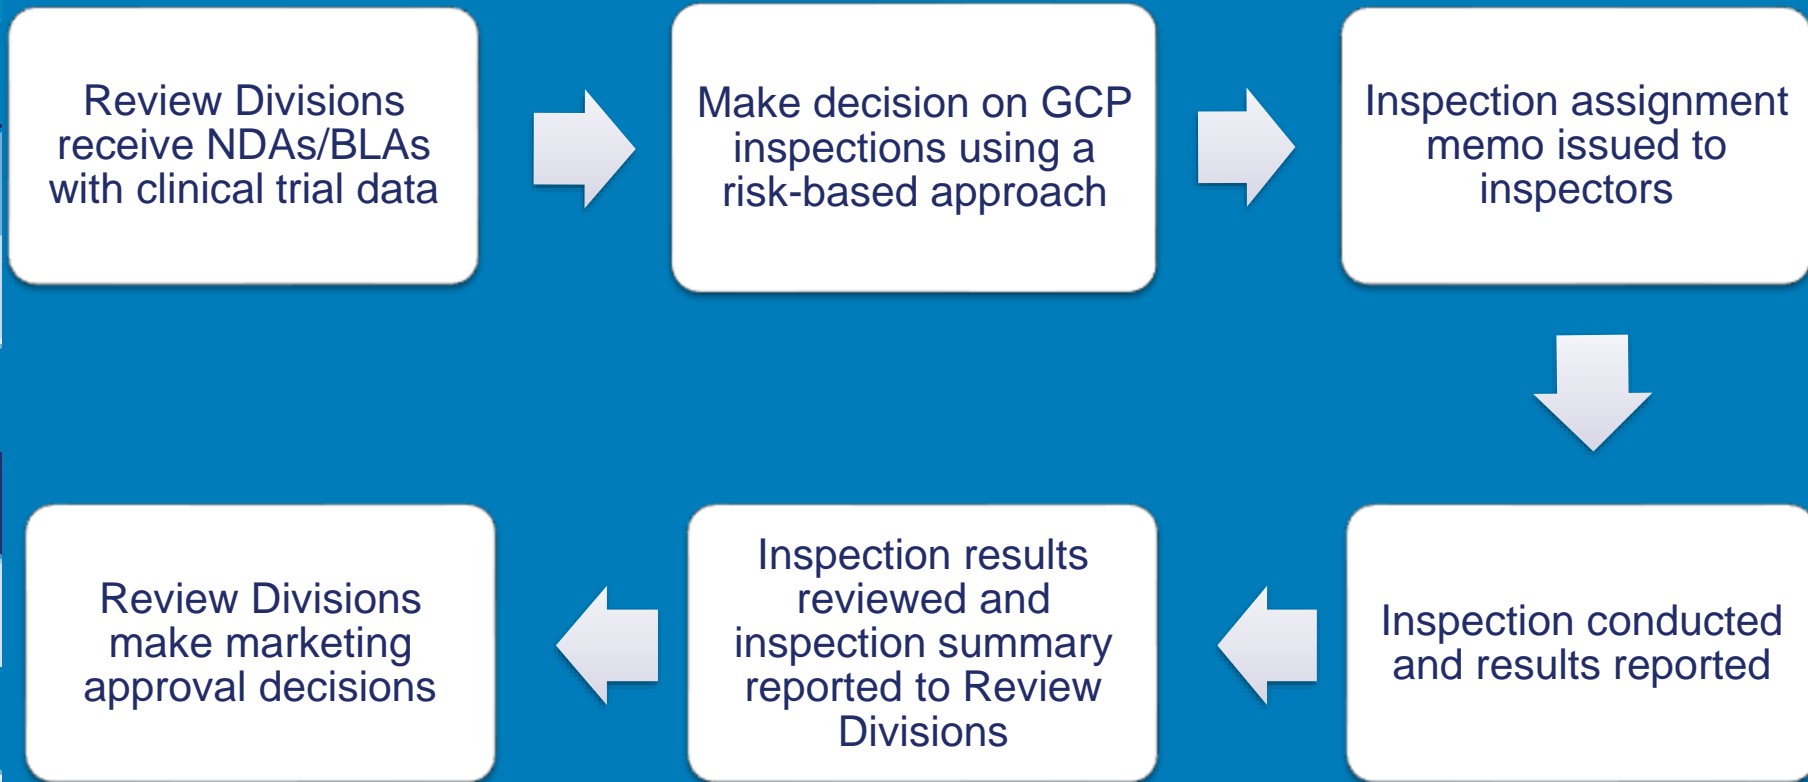 Review Divisions
receive NDAs/BLAs
with clinical trial data
Make decision on GCP
inspections using a
risk-based approach
Inspection assignment
memo issued to
inspectors
Inspection conducted
and results reported
Inspection results
reviewed and
inspection summary
reported to Review
Divisions
Review Divisions
make marketing
approval decisions